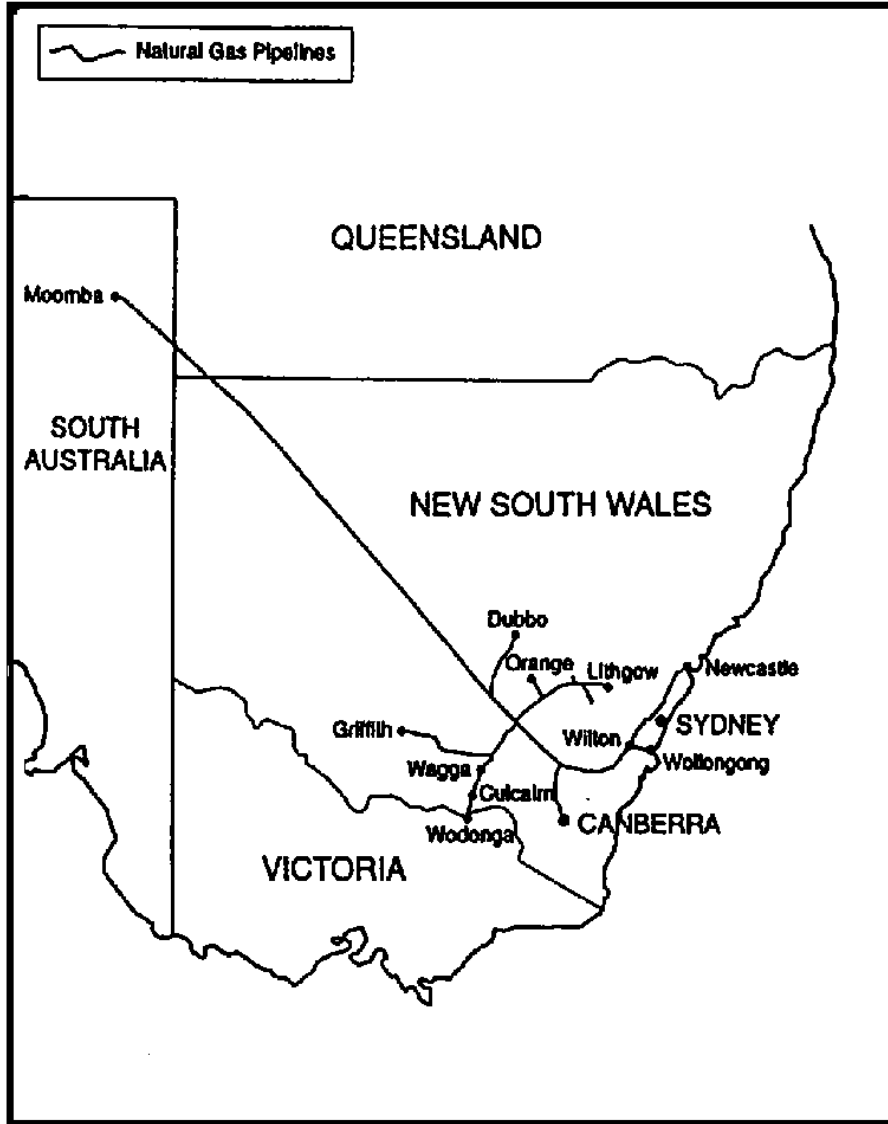 Natural Gas Pipelines
QUEENSLAND
Moomba
SOUTH
AUSTRALIA
NEW SOUTH WALES
Dubbo
Orange
Lithgow
Newcastle
Griffith
SYDNEY
Wilton
Wollongong
Wagga
Culcairn
CANBERRA
Wodonga
VICTORIA